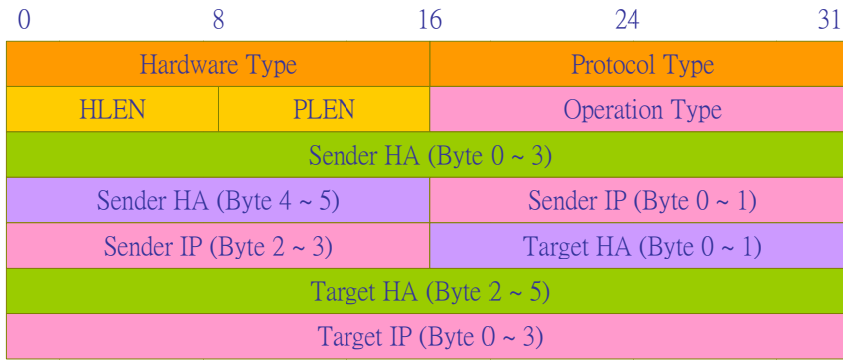 0 8 16 24 31
Hardware Type Protocol Type
HLEN PLEN Operation Type
Sender HA (Byte 0 ~ 3)
Sender HA (Byte 4 ~ 5) Sender IP (Byte 0 ~ 1)
Sender IP (Byte 2 ~ 3) Target HA (Byte 0 ~ 1)
Target HA (Byte 2 ~ 5)
Target IP (Byte 0 ~ 3)